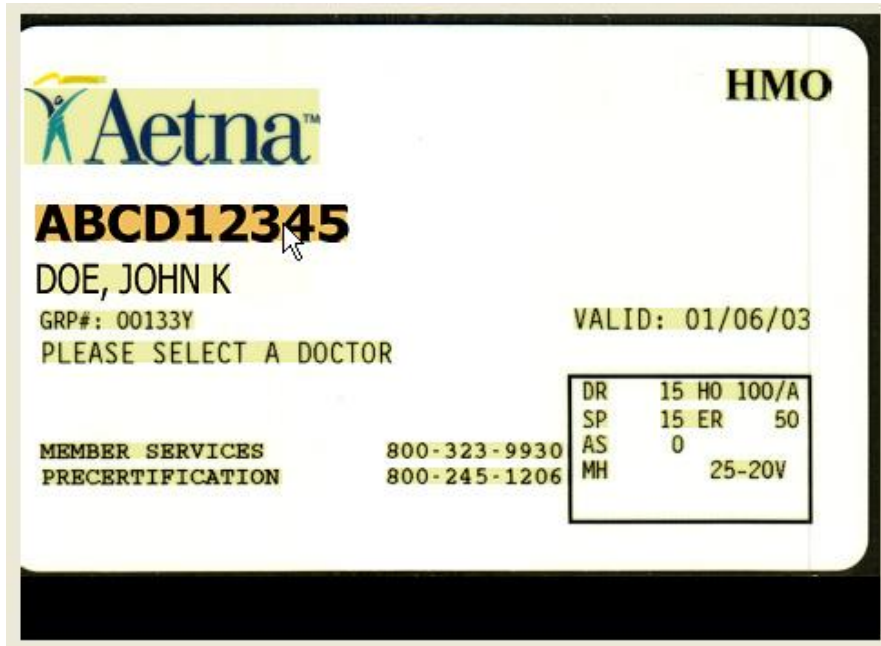 HMO
Aetna™
ABCD12345
DOE, JOHN K
GRP#: 00133Y VALID: 01/06/03
PLEASE SELECT A DOCTOR
DR 15 HO 100/A
SP 15 ER 50
AS 0
MH 25-20V
MEMBER SERVICES 800-323-9930
PRECERTIFICATION 800-245-1206